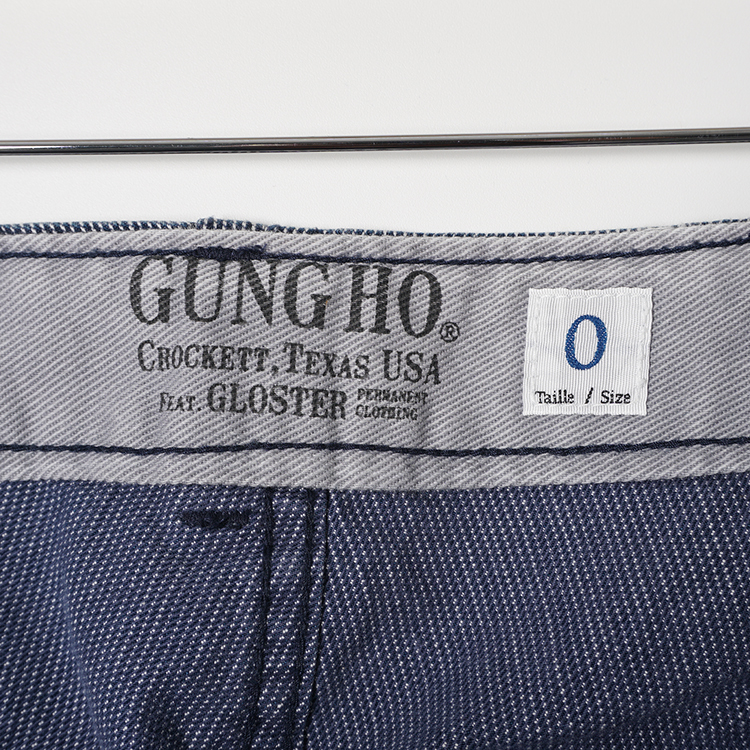 GUNG HO®
CROCKETT, TEXAS USA
FEAT. GLOSTER PERMANENT CLOTHING
0
Taille / Size